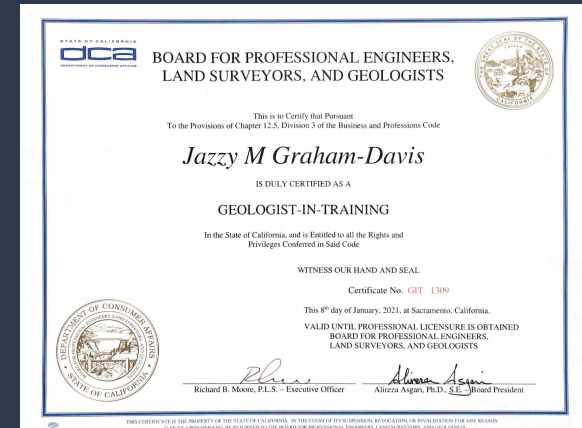 STATE OF CALIFORNIA
dca
DEPARTMENT OF CONSUMER AFFAIRS
BOARD FOR PROFESSIONAL ENGINEERS,
LAND SURVEYORS, AND GEOLOGISTS
THE GREAT SEAL OF THE STATE OF CALIFORNIA
This is to Certify that Pursuant
To the Provisions of Chapter 12.5, Division 3 of the Business and Professions Code
Jazzy M Graham-Davis
IS DULY CERTIFIED AS A
GEOLOGIST-IN-TRAINING
In the State of California, and is Entitled to all the Rights and
Privileges Conferred in Said Code
WITNESS OUR HAND AND SEAL
Certificate No. GIT 1309
This 8th day of January, 2021, at Sacramento, California.
VALID UNTIL PROFESSIONAL LICENSURE IS OBTAINED
BOARD FOR PROFESSIONAL ENGINEERS,
LAND SURVEYORS, AND GEOLOGISTS
DEPARTMENT OF CONSUMER AFFAIRS
STATE OF CALIFORNIA
Alireza Asgari
Richard B. Moore, P.L.S. – Executive Officer
Alireza Asgari, Ph.D., S.E. – Board President
THIS CERTIFICATE IS THE PROPERTY OF THE STATE OF CALIFORNIA. IN THE EVENT OF ITS SUSPENSION, REVOCATION, OR INVALIDATION FOR ANY REASON